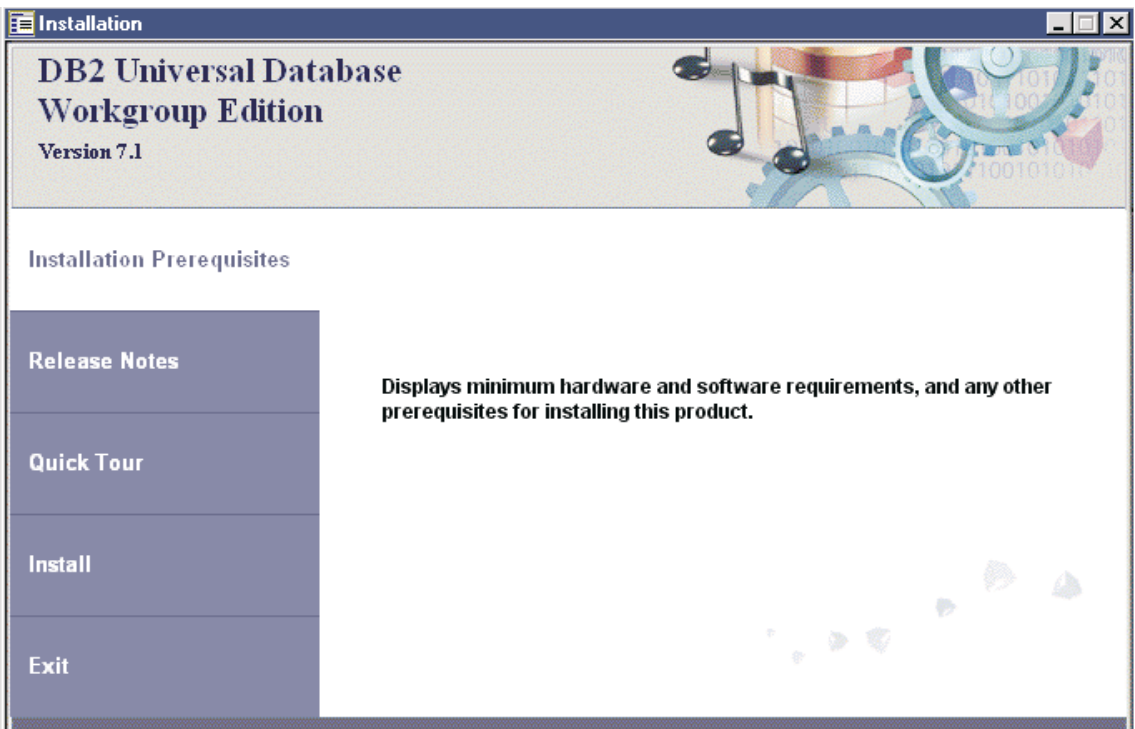 Installation
DB2 Universal Database
Workgroup Edition
Version 7.1
Installation Prerequisites
Release Notes
Quick Tour
Install
Exit
Displays minimum hardware and software requirements, and any other
prerequisites for installing this product.